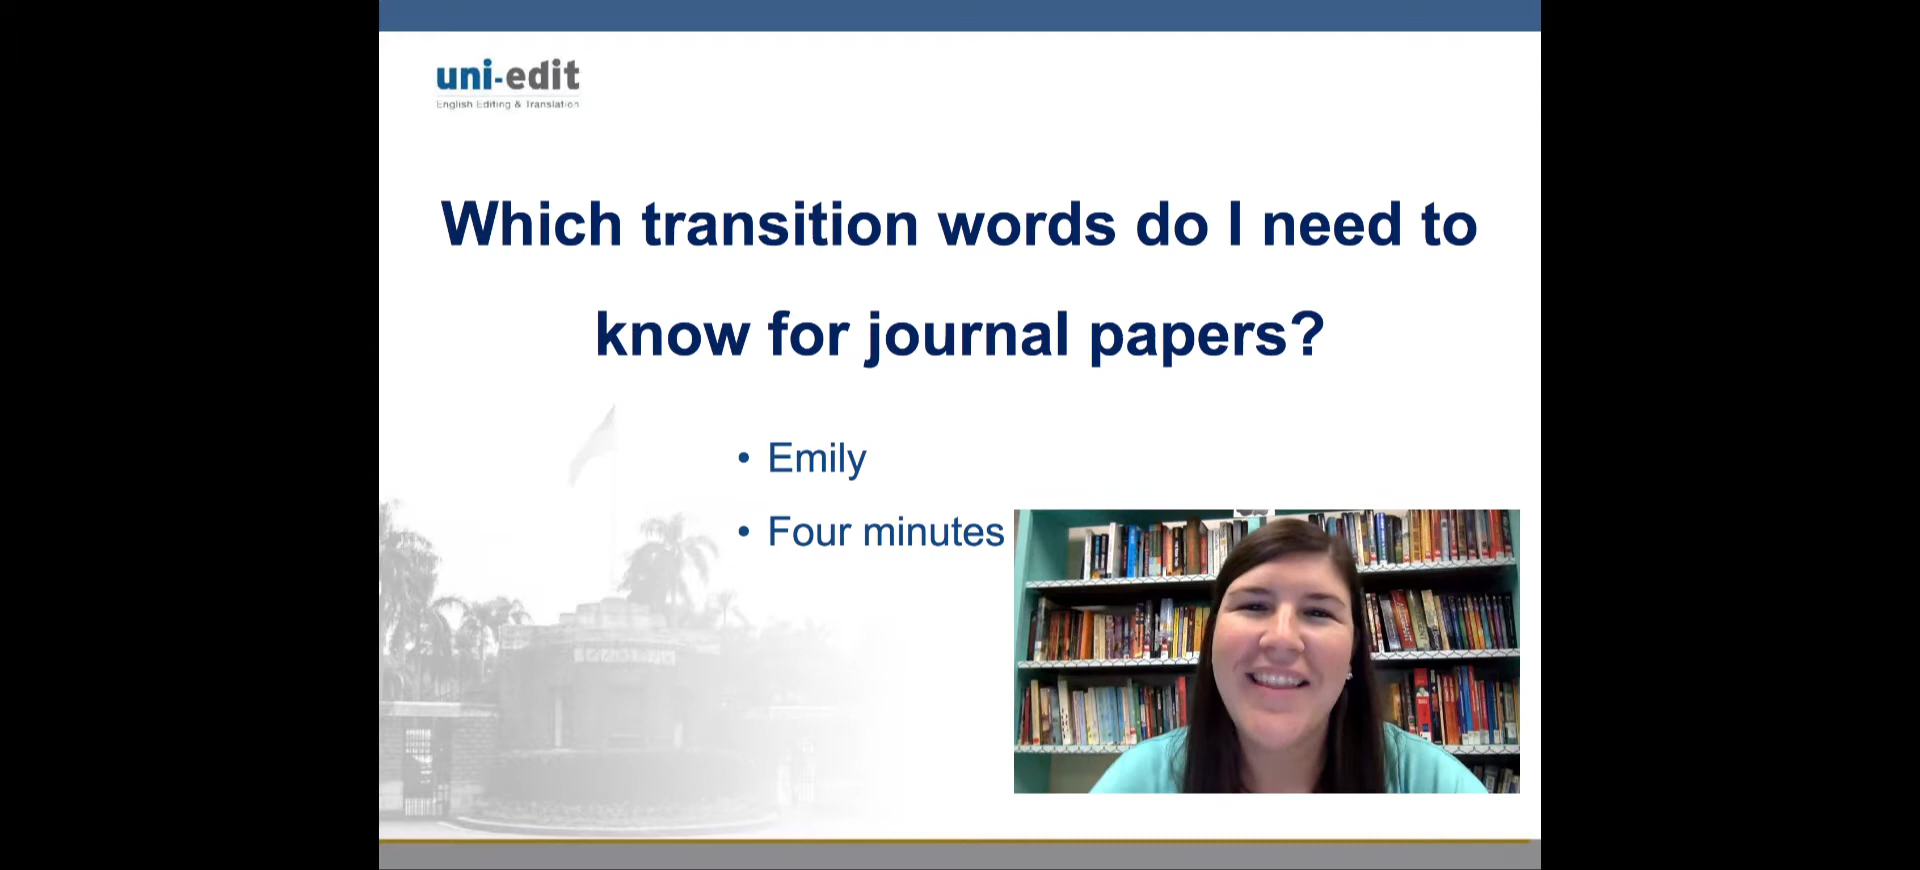 uni-edit
English Editing & Translation
Which transition words do I need to
know for journal papers?
• Emily
• Four minutes